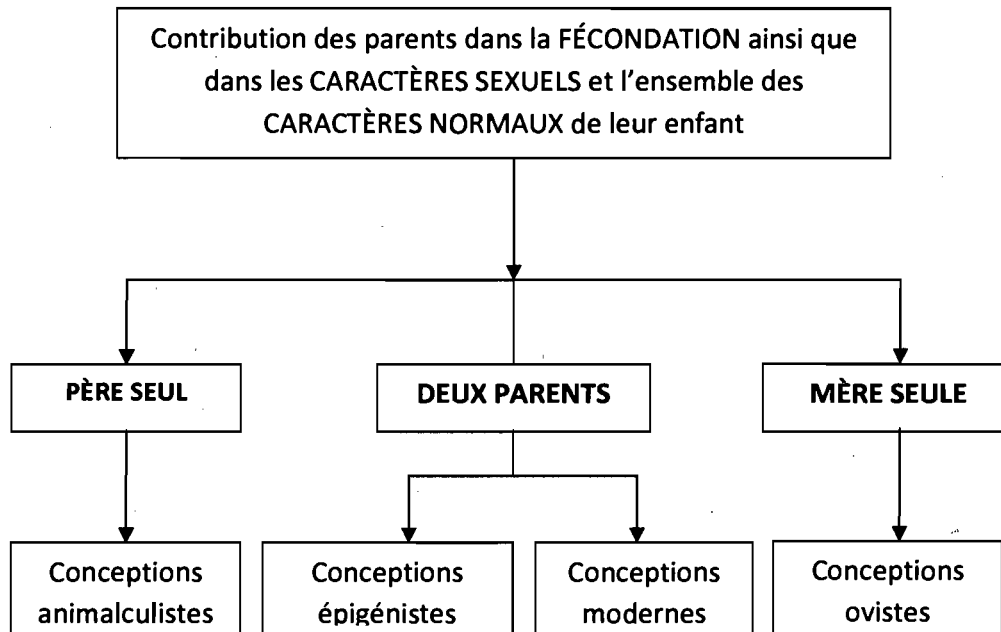 Contribution des parents dans la FÉCONDATION ainsi que
dans les CARACTÈRES SEXUELS et l'ensemble des
CARACTÈRES NORMAUX de leur enfant
PÈRE SEUL
DEUX PARENTS
MÈRE SEULE
Conceptions
animalculistes
Conceptions
épigénistes
Conceptions
modernes
Conceptions
ovistes